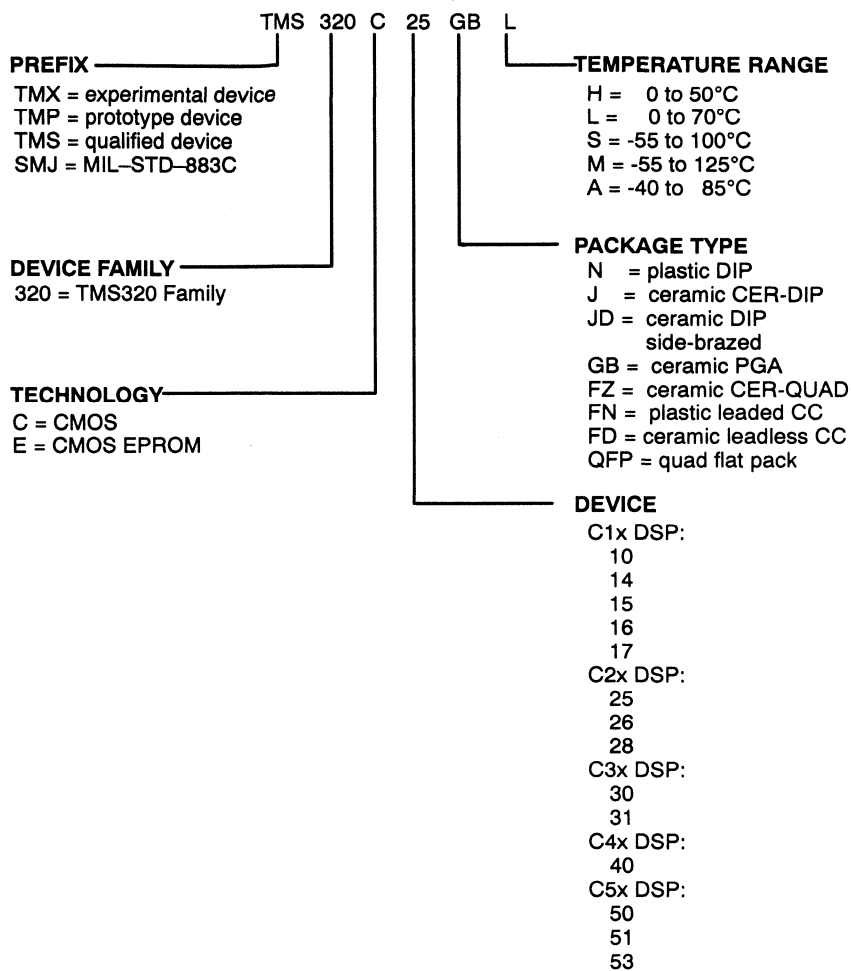 TMS 320 C 25 GB L
PREFIX
TMX = experimental device
TMP = prototype device
TMS = qualified device
SMJ = MIL–STD–883C
DEVICE FAMILY
320 = TMS320 Family
TECHNOLOGY
C = CMOS
E = CMOS EPROM
TEMPERATURE RANGE
H = 0 to 50°C
L = 0 to 70°C
S = -55 to 100°C
M = -55 to 125°C
A = -40 to 85°C
PACKAGE TYPE
N = plastic DIP
J = ceramic CER-DIP
JD = ceramic DIP
side-brazed
GB = ceramic PGA
FZ = ceramic CER-QUAD
FN = plastic leaded CC
FD = ceramic leadless CC
QFP = quad flat pack
DEVICE
C1x DSP:
10
14
15
16
17
C2x DSP:
25
26
28
C3x DSP:
30
31
C4x DSP:
40
C5x DSP:
50
51
53